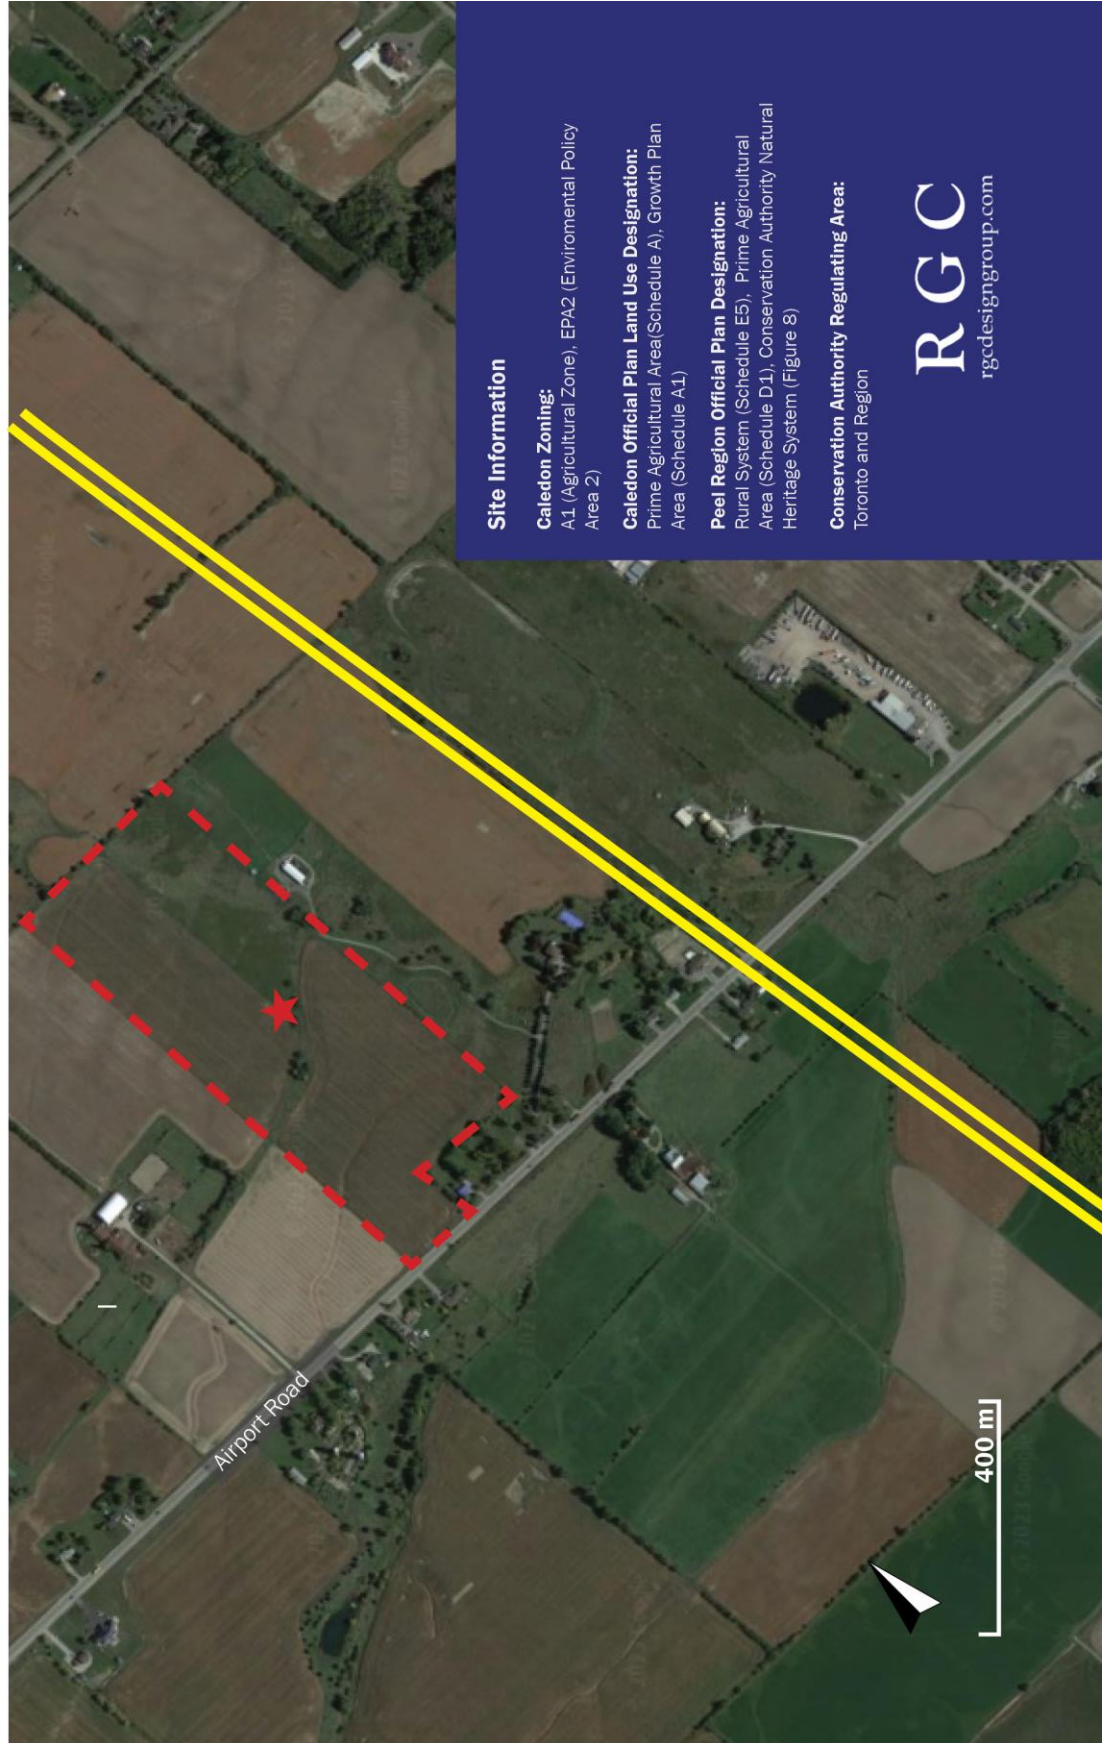 Site Information
Caledon Zoning:
A1 (Agricultural Zone), EPA2 (Enviromental Policy
Area 2)
Caledon Official Plan Land Use Designation:
Prime Agricultural Area(Schedule A), Growth Plan
Area (Schedule A1)
Peel Region Official Plan Designation:
Rural System (Schedule E5), Prime Agricultural
Area (Schedule D1), Conservation Authority Natural
Heritage System (Figure 8)
Conservation Authority Regulating Area:
Toronto and Region
R G C
rgcdesigngroup.com
Airport Road
400 m
© 2023 Google